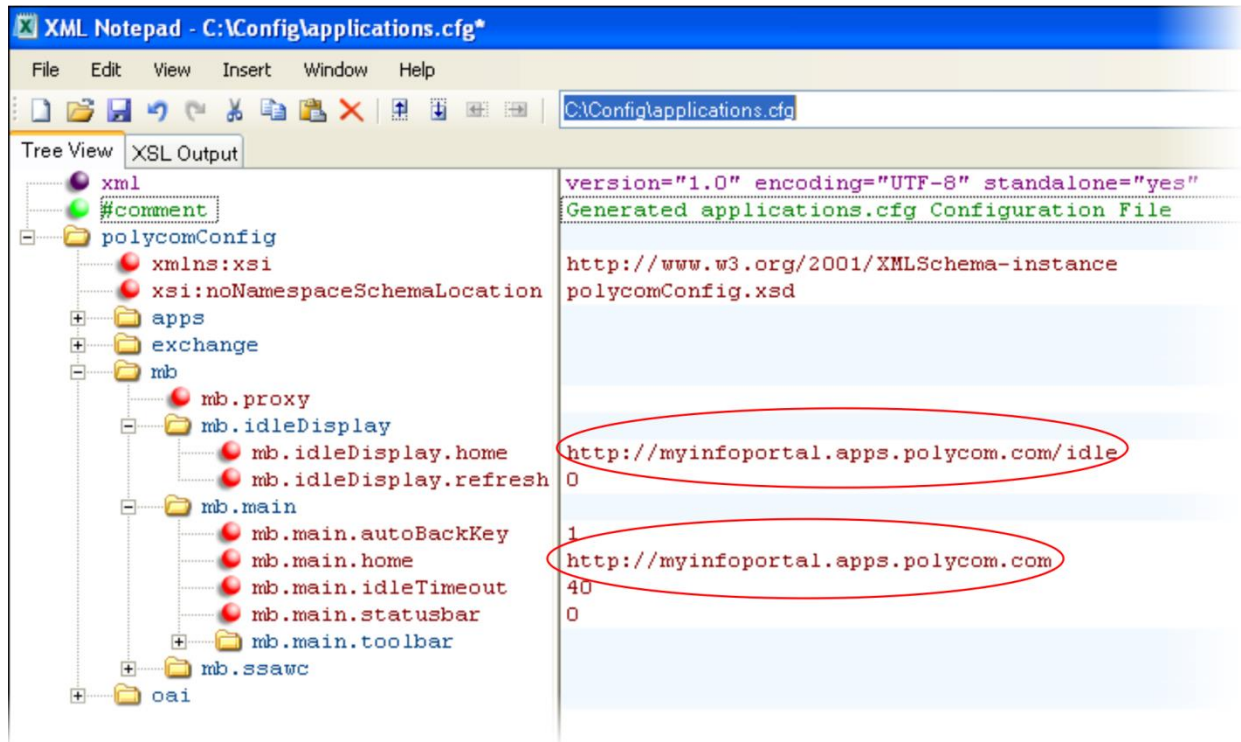 XML Notepad - C:\Config\applications.cfg*
File Edit View Insert Window Help
C:\Config\applications.cfg
Tree View XSL Output
xml version="1.0" encoding="UTF-8" standalone="yes"
#comment Generated applications.cfg Configuration File
polycomConfig
xmlns:xsi http://www.w3.org/2001/XMLSchema-instance
xsi:noNamespaceSchemaLocation polycomConfig.xsd
apps
exchange
mb
mb.proxy
mb.idleDisplay
mb.idleDisplay.home http://myinfoportal.apps.polycom.com/idle
mb.idleDisplay.refresh 0
mb.main
mb.main.autoBackKey 1
mb.main.home http://myinfoportal.apps.polycom.com
mb.main.idleTimeout 40
mb.main.statusbar 0
mb.main.toolbar
mb.ssawc
oai